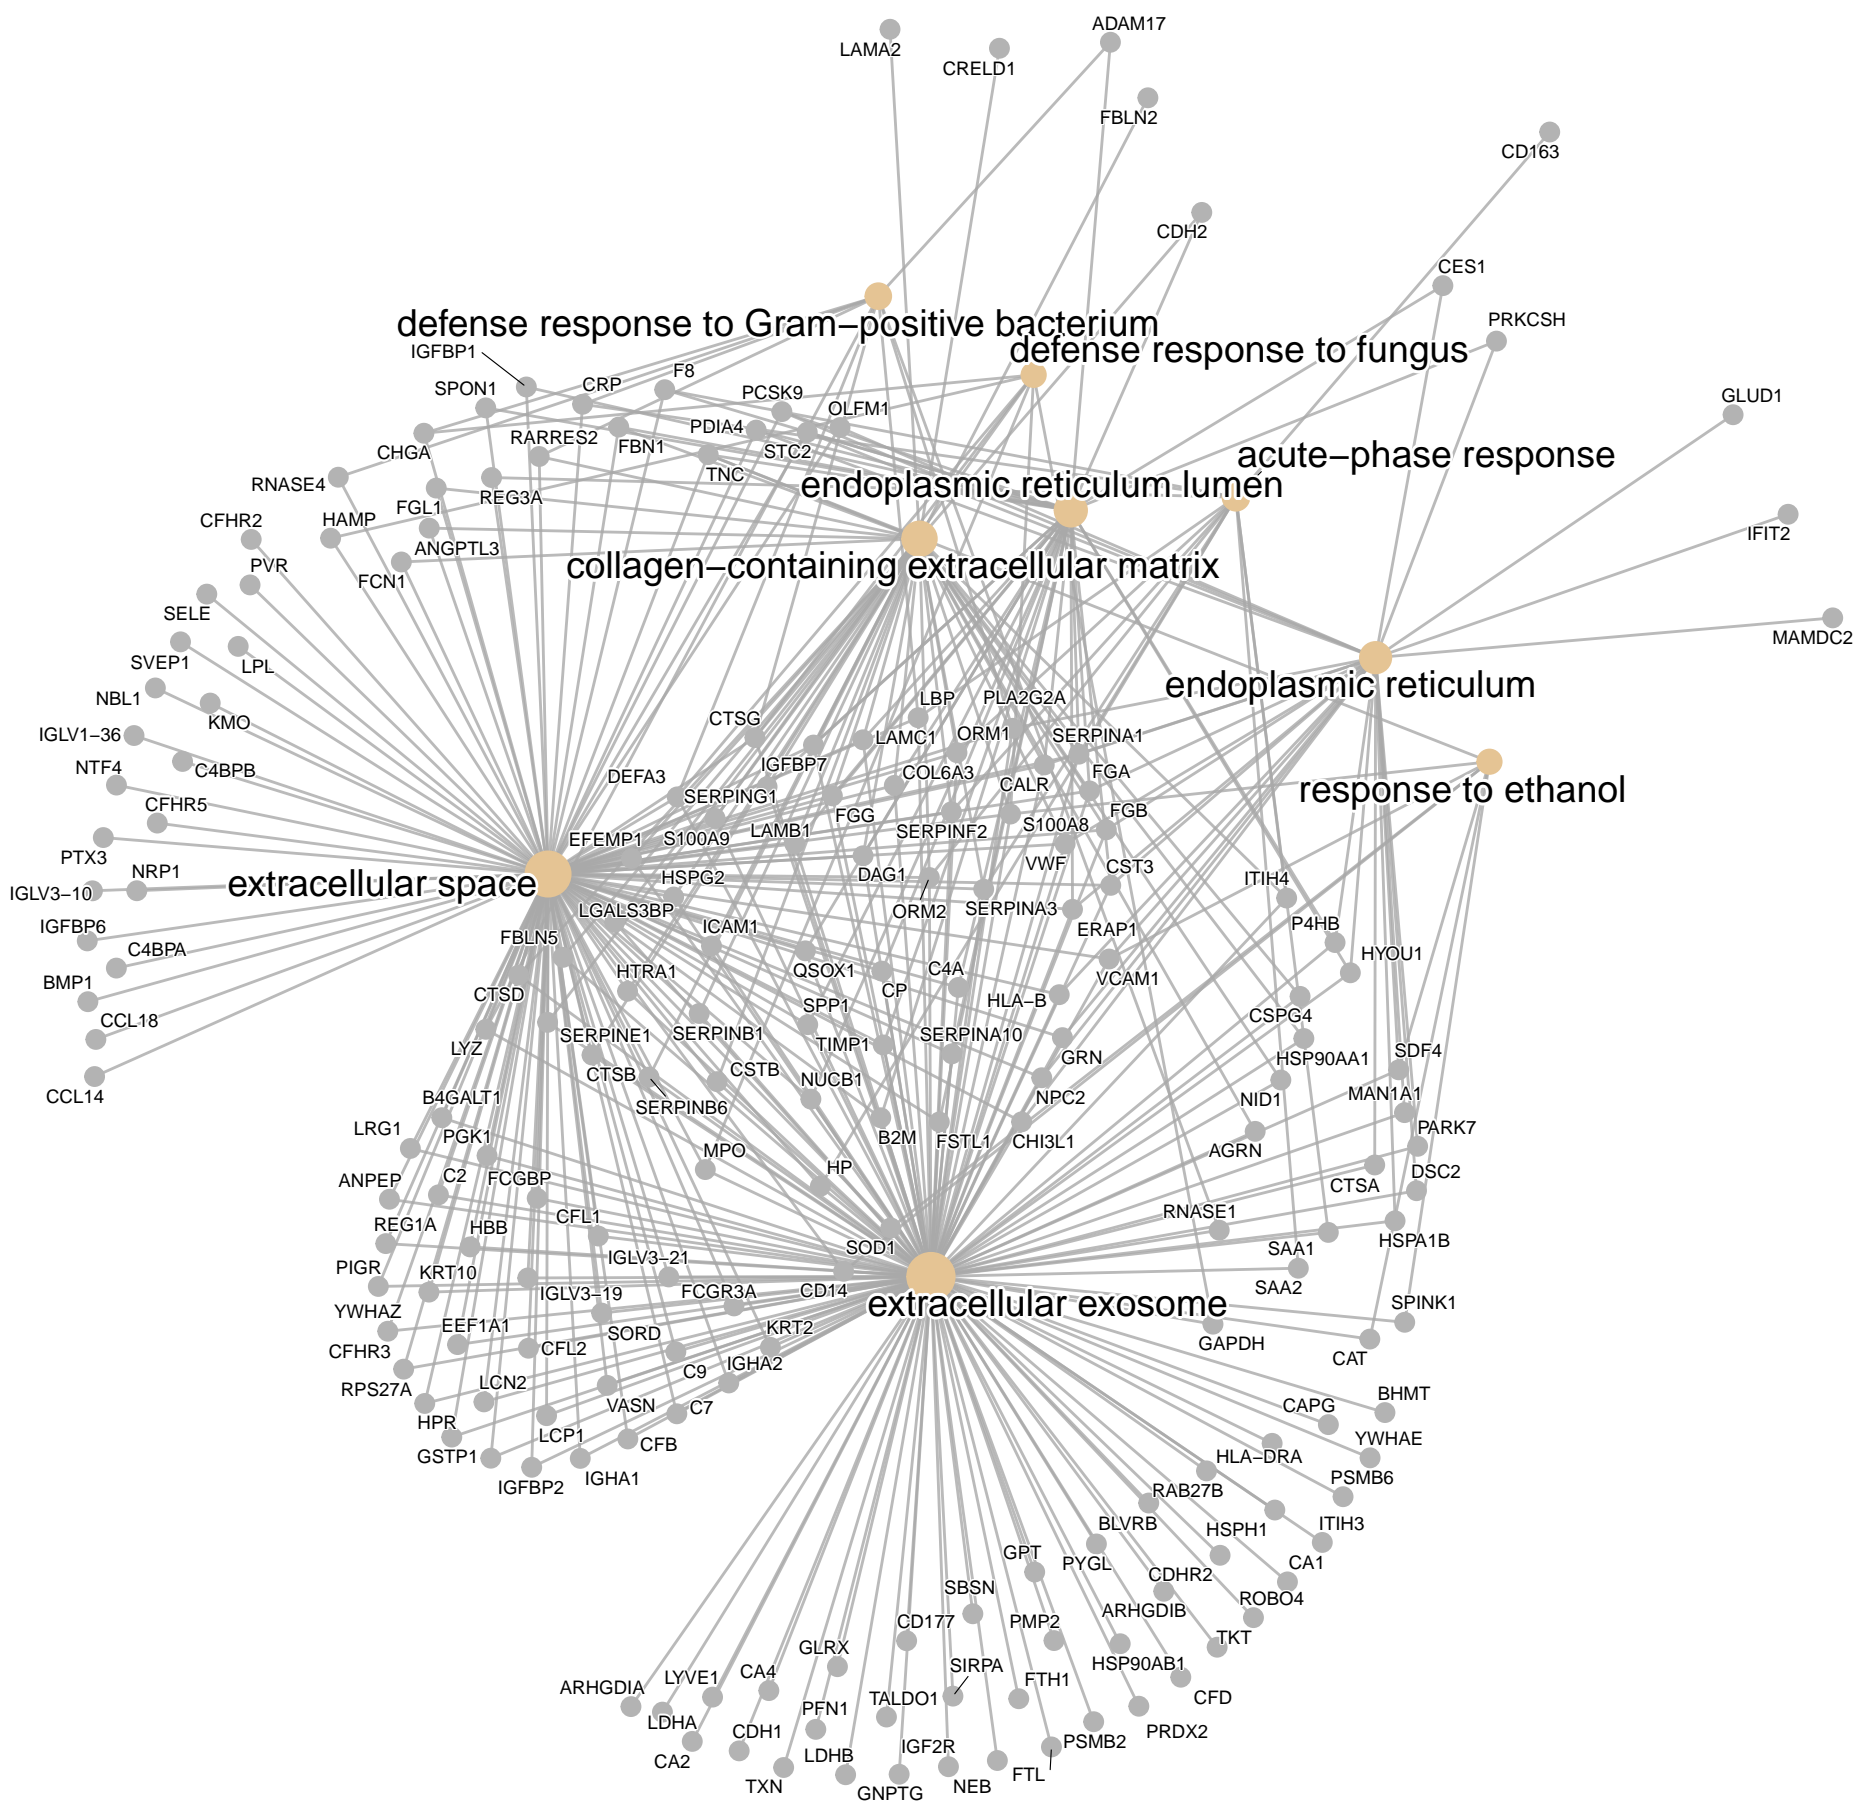 ADAM17
LAMA2
CRELD1
FBLN2
CD163
CDH2
CES1
PRKCSH
defense response to Gram−positive bacterium
defense response to fungus
IGFBP1
F8
CRP
SPON1
PCSK9
GLUD1
OLFM1
PDIA4
RARRES2
FBN1
STC2
CHGA
acute−phase response
TNC
RNASE4
endoplasmic reticulum lumen
REG3A
FGL1
CFHR2
HAMP
IFIT2
ANGPTL3
PVR
collagen−containing extracellular matrix
FCN1
SELE
MAMDC2
SVEP1
LPL
endoplasmic reticulum
NBL1
LBP
PLA2G2A
CTSG
KMO
IGLV1−36
LAMC1
ORM1
SERPINA1
NTF4
C4BPB
IGFBP7
COL6A3
FGA
DEFA3
CALR
response to ethanol
SERPING1
CFHR5
FGG
FGB
S100A8
EFEMP1
S100A9
LAMB1
SERPINF2
PTX3
NRP1
VWF
CST3
DAG1
HSPG2
ITIH4
extracellular space
IGLV3−10
LGALS3BP
ORM2
SERPINA3
IGFBP6
ICAM1
P4HB
FBLN5
ERAP1
C4BPA
HYOU1
HTRA1
QSOX1
C4A
VCAM1
BMP1
CTSD
CP
HLA−B
SPP1
CSPG4
CCL18
SERPINE1
SERPINB1
SERPINA10
LYZ
TIMP1
GRN
HSP90AA1
SDF4
CTSB
CSTB
NUCB1
CCL14
B4GALT1
SERPINB6
NPC2
NID1
MAN1A1
LRG1
PGK1
B2M
FSTL1
CHI3L1
PARK7
MPO
AGRN
HP
ANPEP
C2
FCGBP
DSC2
CTSA
REG1A
HBB
CFL1
RNASE1
SOD1
SAA1
HSPA1B
PIGR
KRT10
IGLV3−21
IGLV3−19
FCGR3A
CD14
SAA2
YWHAZ
extracellular exosome
SPINK1
EEF1A1
SORD
KRT2
CFHR3
CFL2
GAPDH
CAT
C9
IGHA2
RPS27A
LCN2
BHMT
VASN
C7
CAPG
HPR
LCP1
YWHAE
CFB
GSTP1
HLA−DRA
IGHA1
PSMB6
IGFBP2
RAB27B
BLVRB
HSPH1
ITIH3
GPT
PYGL
CA1
CDHR2
SBSN
ROBO4
ARHGDIB
CD177
PMP2
TKT
GLRX
HSP90AB1
SIRPA
LYVE1
CA4
FTH1
ARHGDIA
CFD
TALDO1
PFN1
LDHA
CDH1
PRDX2
PSMB2
IGF2R
LDHB
CA2
FTL
TXN
NEB
GNPTG